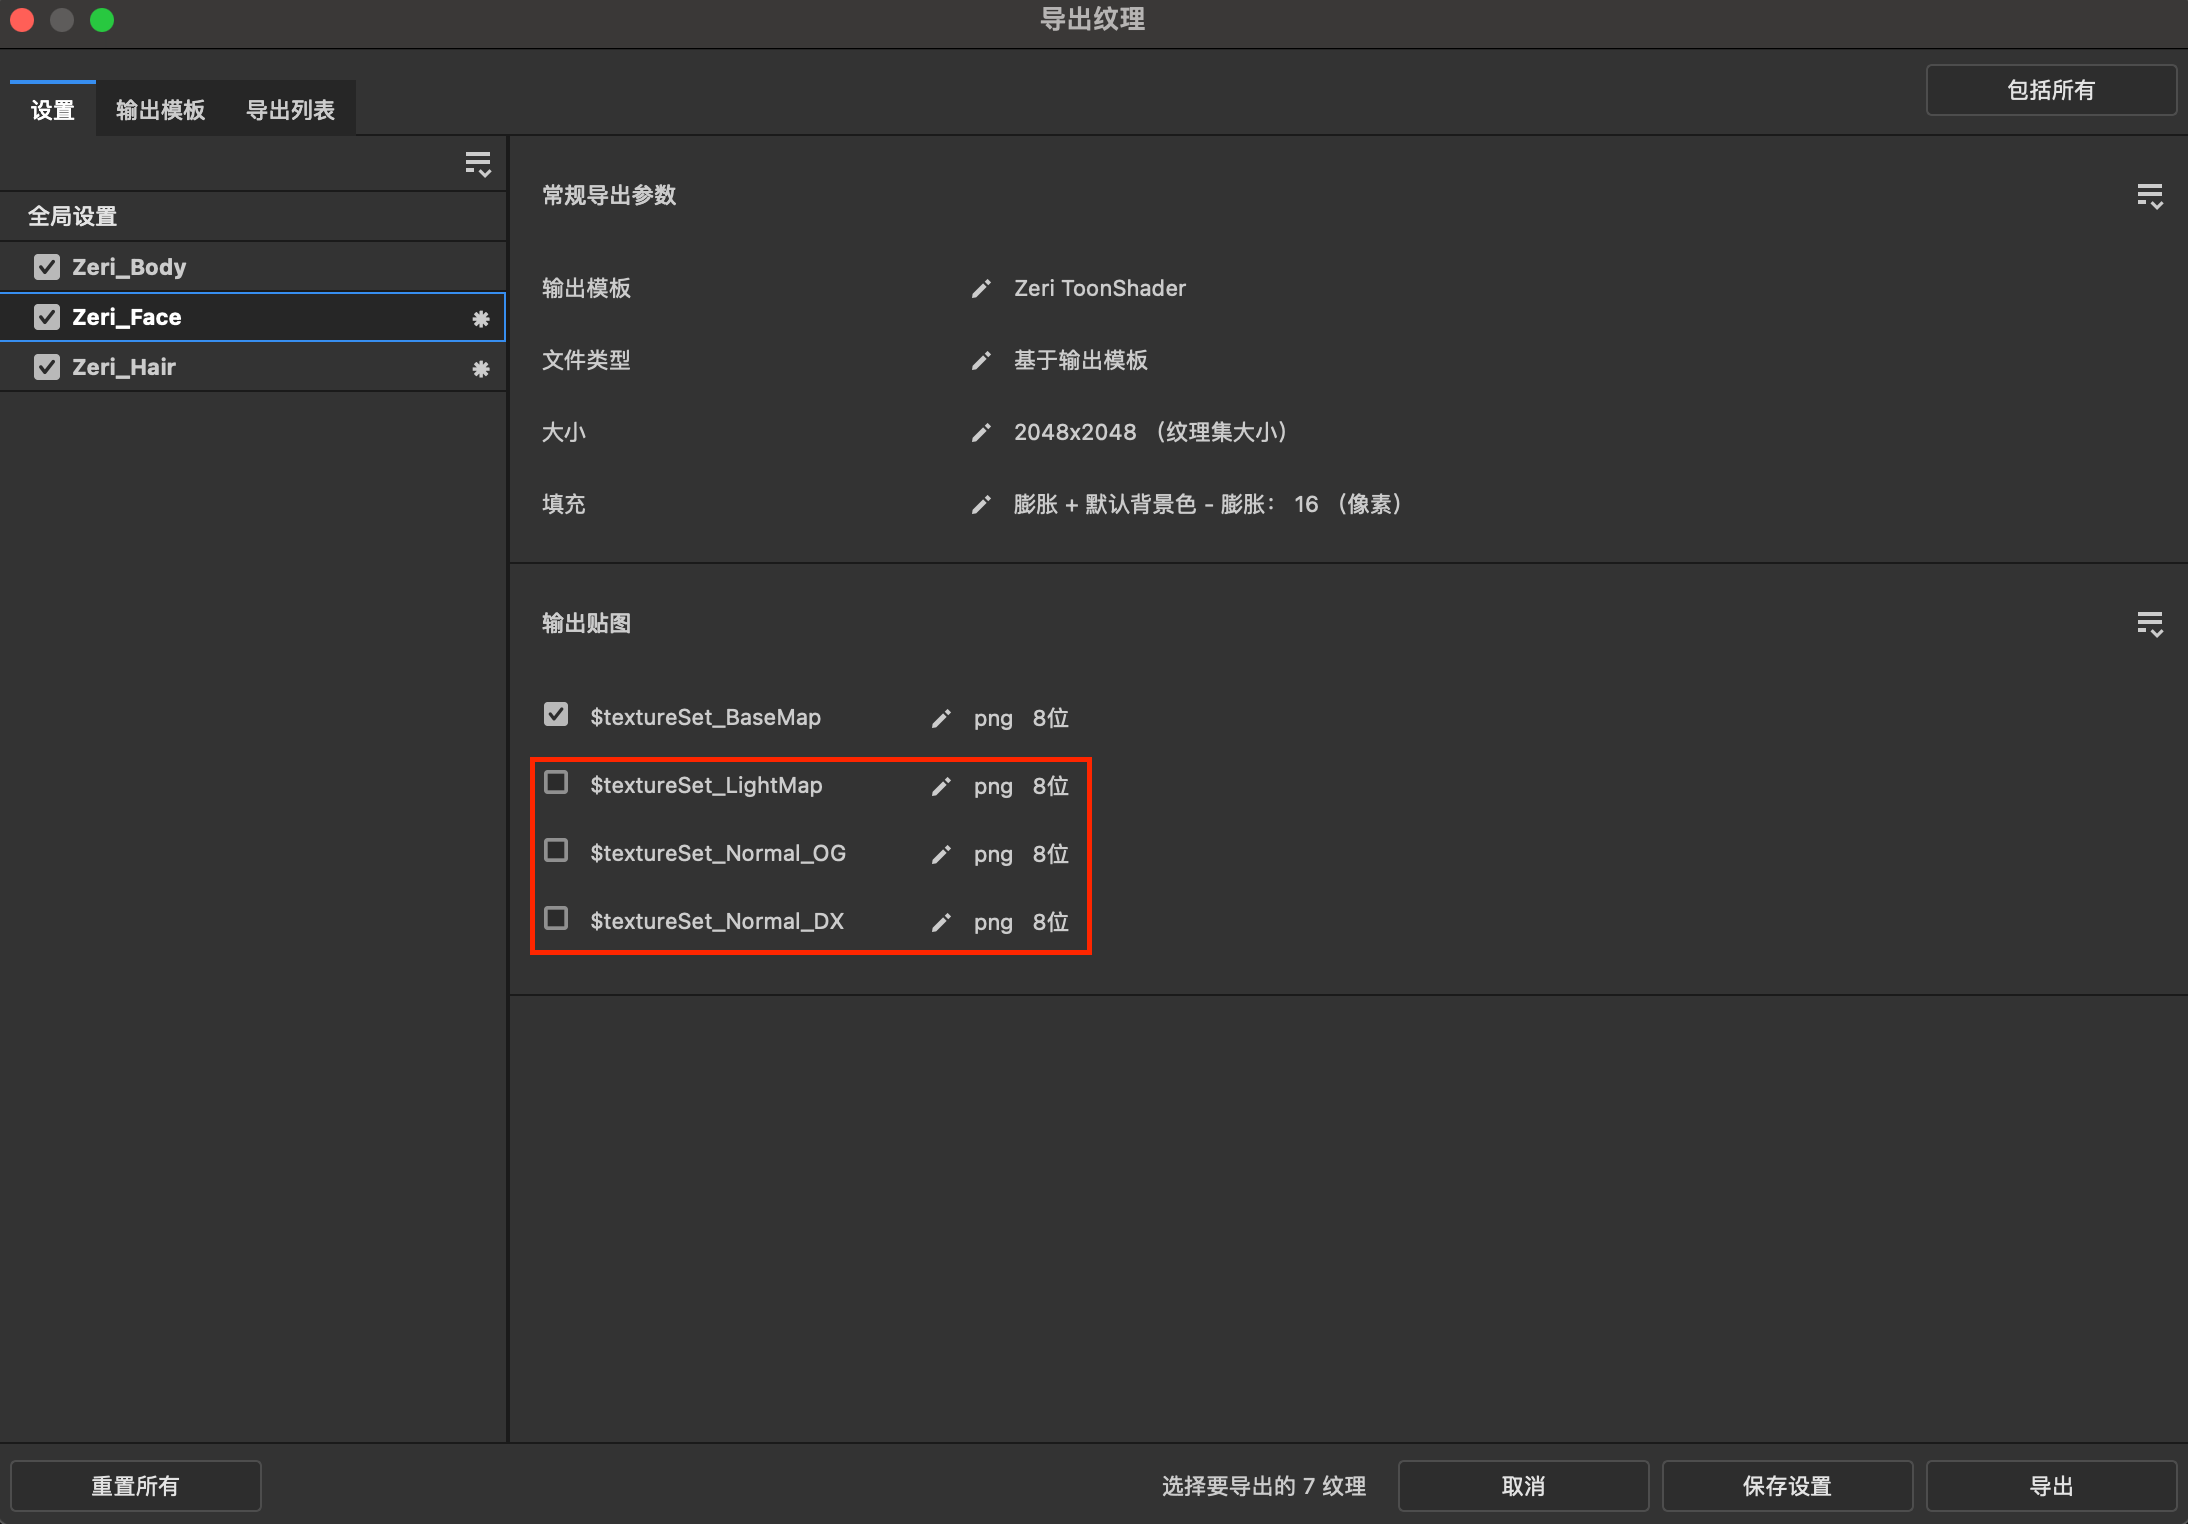 导出纹理
设置 输出模板 导出列表 包括所有
全局设置
Zeri_Body
Zeri_Face
Zeri_Hair
常规导出参数
输出模板 Zeri ToonShader
文件类型 基于输出模板
大小 2048x2048 （纹理集大小）
填充 膨胀 + 默认背景色 - 膨胀： 16 （像素）
输出贴图
$textureSet_BaseMap png 8位
$textureSet_LightMap png 8位
$textureSet_Normal_OG png 8位
$textureSet_Normal_DX png 8位
重置所有 选择要导出的 7 纹理 取消 保存设置 导出